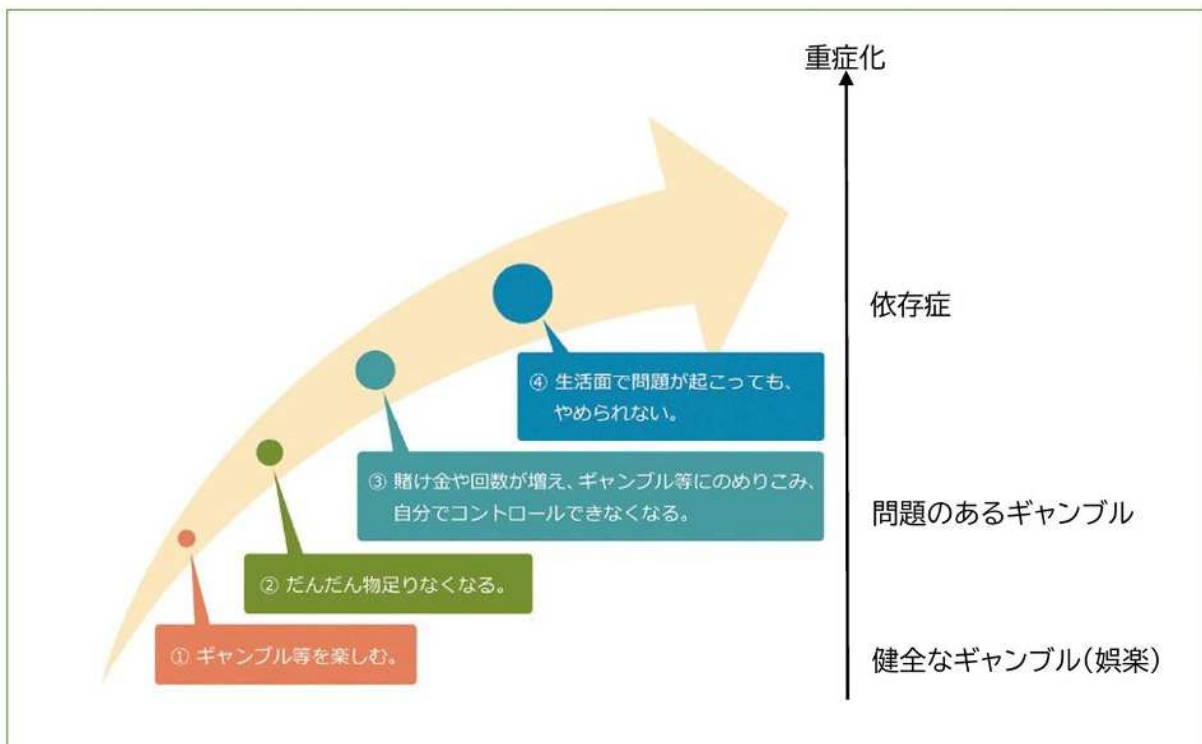 重症化
依存症
④ 生活面で問題が起こっても、
やめられない。
③ 賭け金や回数が増え、ギャンブル等にのめりこみ、
自分でコントロールできなくなる。
問題のあるギャンブル
② だんだん物足りなくなる。
① ギャンブル等を楽しむ。
健全なギャンブル(娯楽)